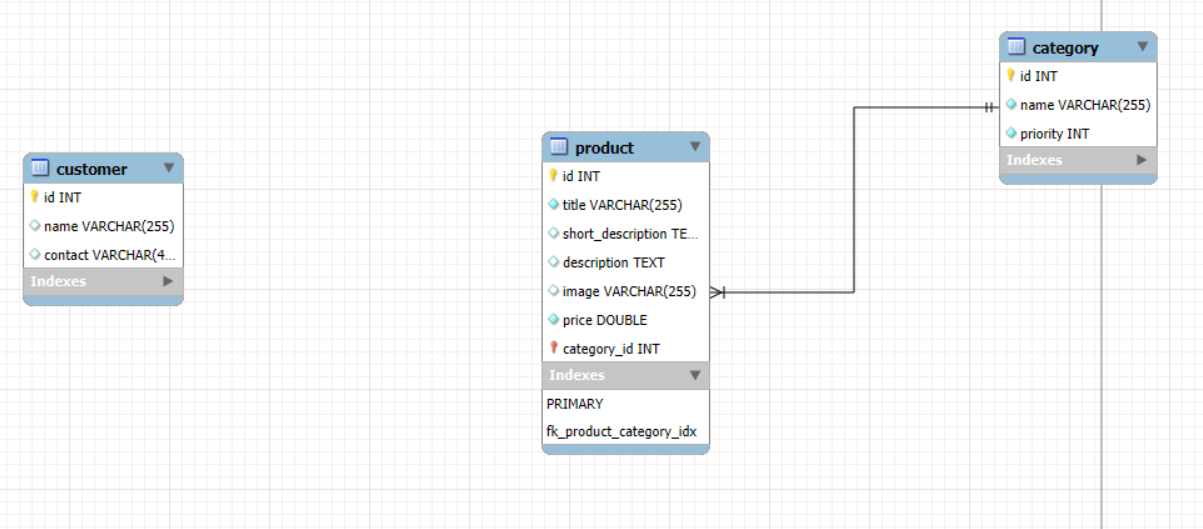 customer
id INT
name VARCHAR(255)
contact VARCHAR(4...
Indexes
product
id INT
title VARCHAR(255)
short_description TE...
description TEXT
image VARCHAR(255)
price DOUBLE
category_id INT
Indexes
PRIMARY
fk_product_category_idx
category
id INT
name VARCHAR(255)
priority INT
Indexes